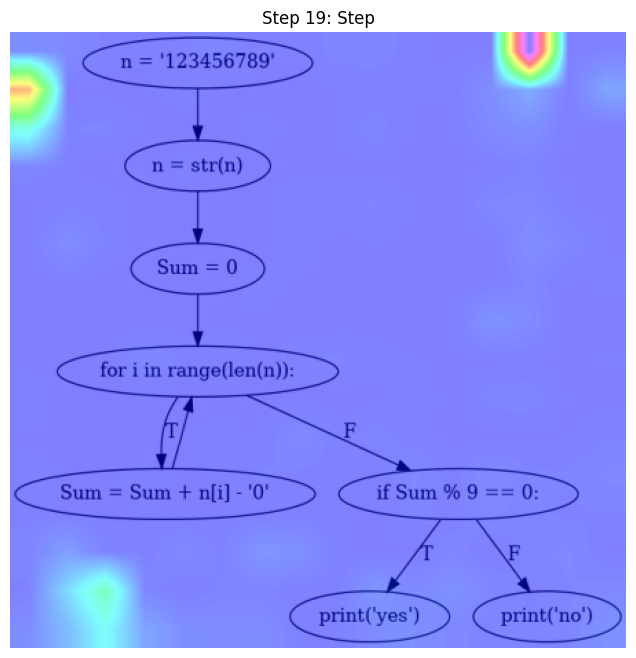 Step 19: Step
n = '123456789'
n = str(n)
Sum = 0
for i in range(len(n)):
T
F
Sum = Sum + n[i] - '0'
if Sum % 9 == 0:
T
F
print('yes')
print('no')